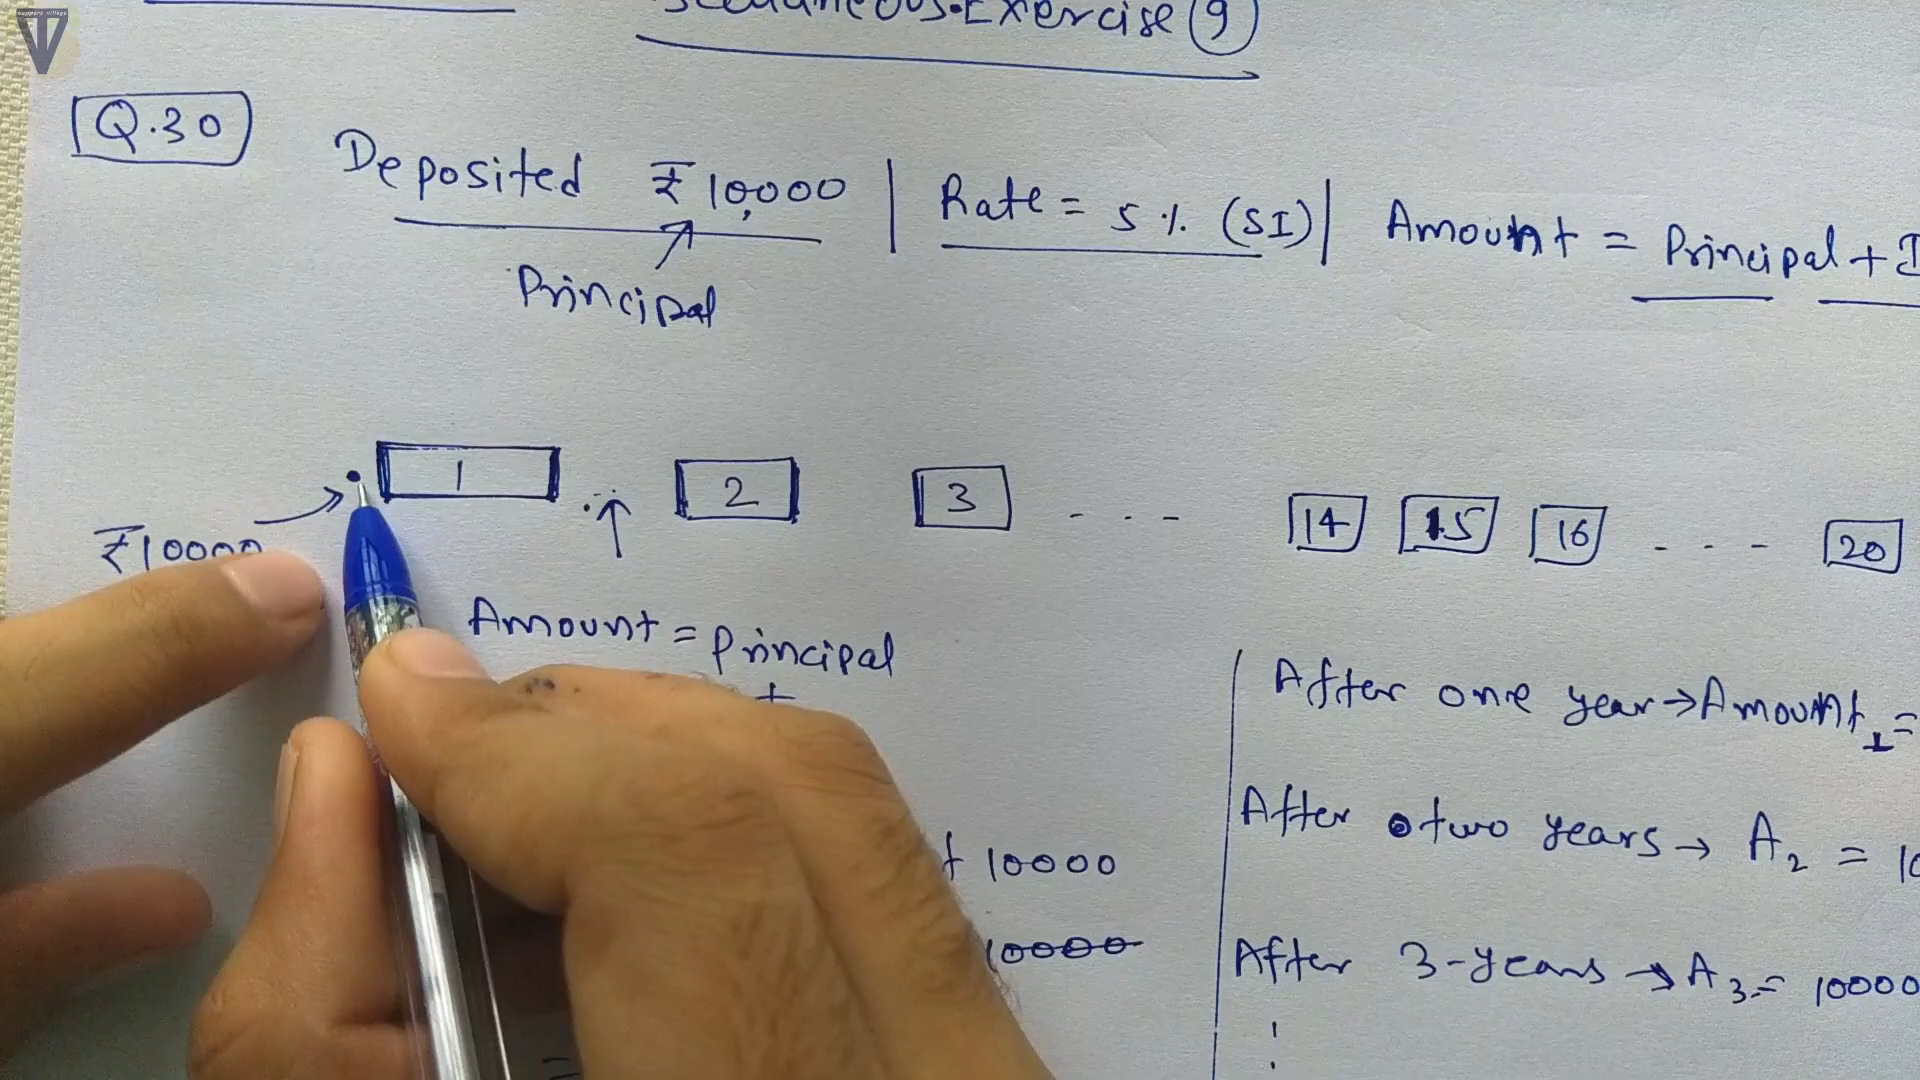 Exercise 9
Q.30
Deposited ₹10,000 | Rate = 5 % (SI) | Amount = Principal + I
Principal
1 2 3 - - - 14 15 16 - - - 20
₹10000
Amount = Principal
+
+ 10000
10000
After one year → Amount 1 =
After two years → A2 = 10
After 3-years → A3 = 10000